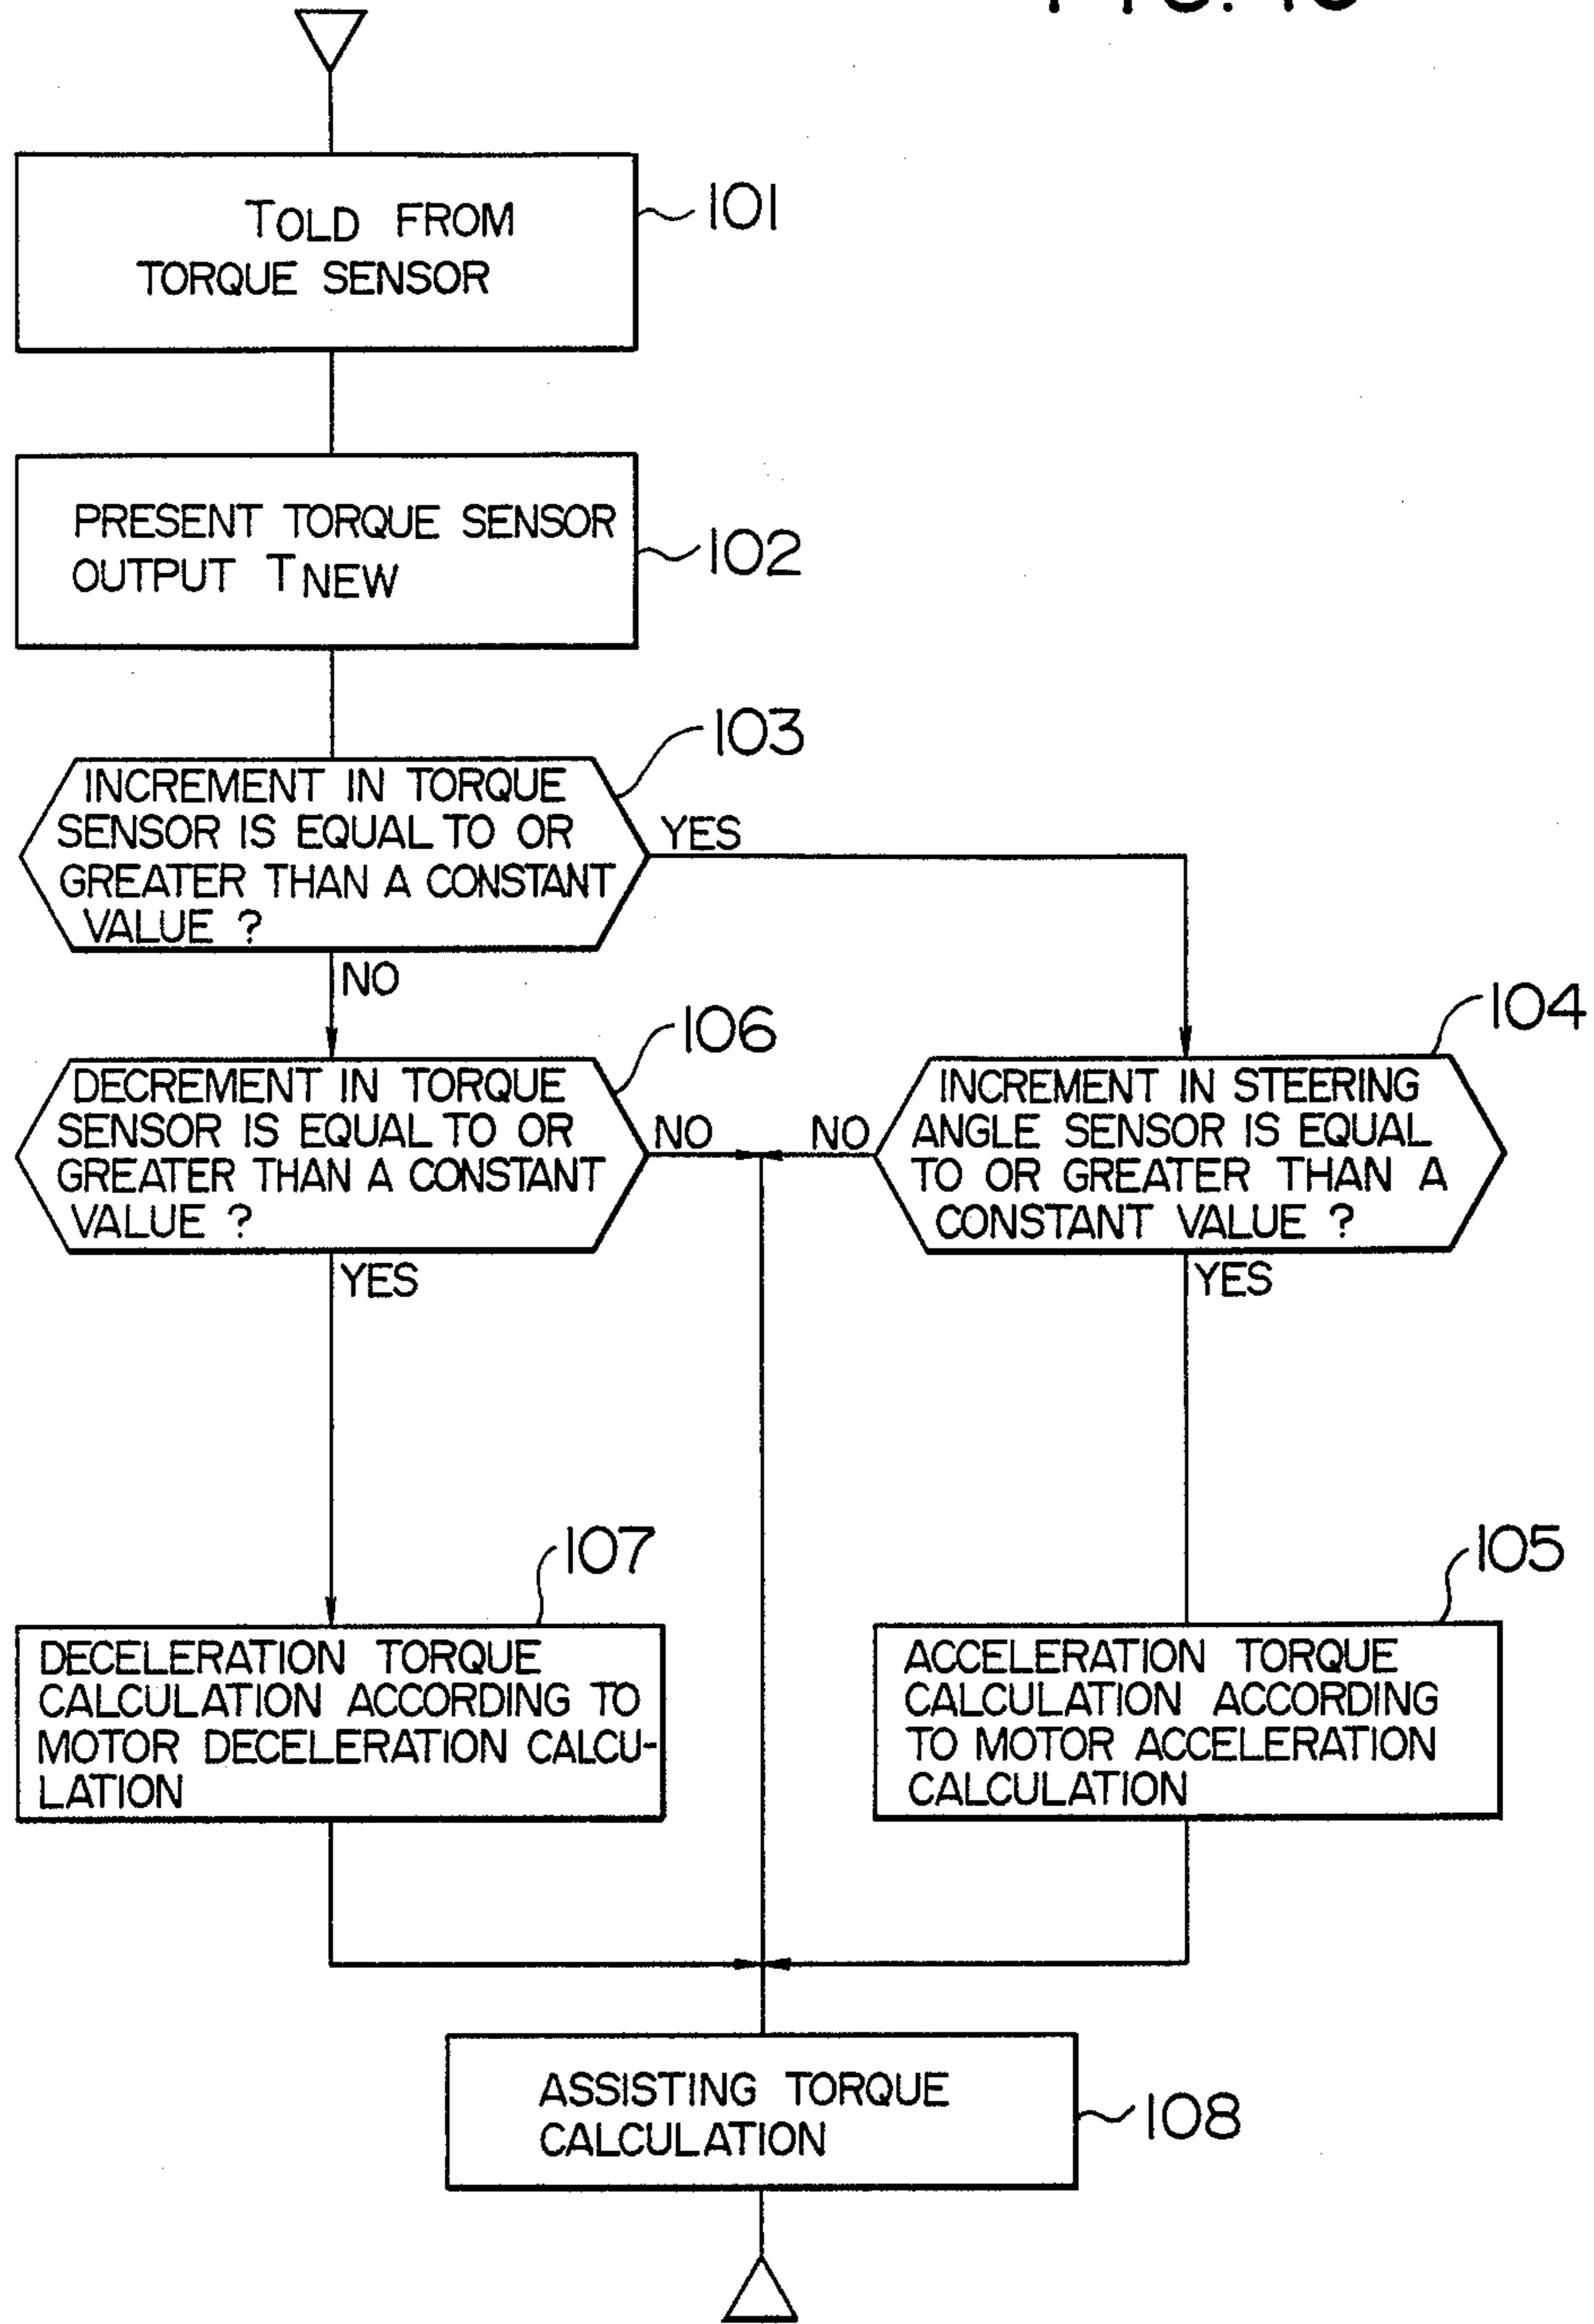 TOLD FROM
TORQUE SENSOR
101
PRESENT TORQUE SENSOR
OUTPUT TNEW
102
103
INCREMENT IN TORQUE
SENSOR IS EQUAL TO OR
GREATER THAN A CONSTANT
VALUE ?
YES
NO
106
DECREMENT IN TORQUE
SENSOR IS EQUAL TO OR
GREATER THAN A CONSTANT
VALUE ?
NO
NO
104
INCREMENT IN STEERING
ANGLE SENSOR IS EQUAL
TO OR GREATER THAN A
CONSTANT VALUE ?
YES
YES
107
DECELERATION TORQUE
CALCULATION ACCORDING TO
MOTOR DECELERATION CALCU-
LATION
105
ACCELERATION TORQUE
CALCULATION ACCORDING
TO MOTOR ACCELERATION
CALCULATION
ASSISTING TORQUE
CALCULATION
108